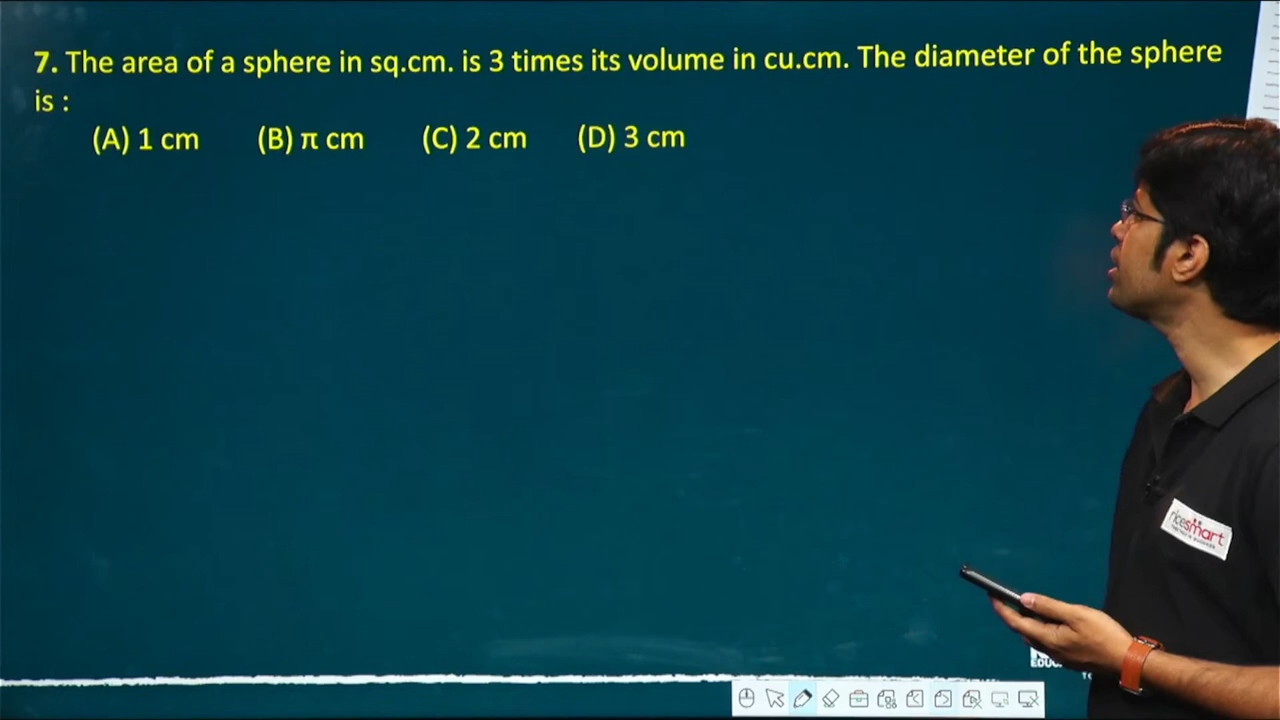 7. The area of a sphere in sq.cm. is 3 times its volume in cu.cm. The diameter of the sphere
is :
(A) 1 cm (B) π cm (C) 2 cm (D) 3 cm
ricesmart